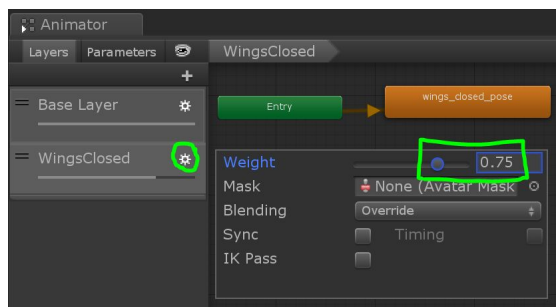 Animator
Layers Parameters WingsClosed
+
Base Layer
WingsClosed
Entry wings_closed_pose
Weight 0.75
Mask None (Avatar Mask
Blending Override
Sync Timing
IK Pass